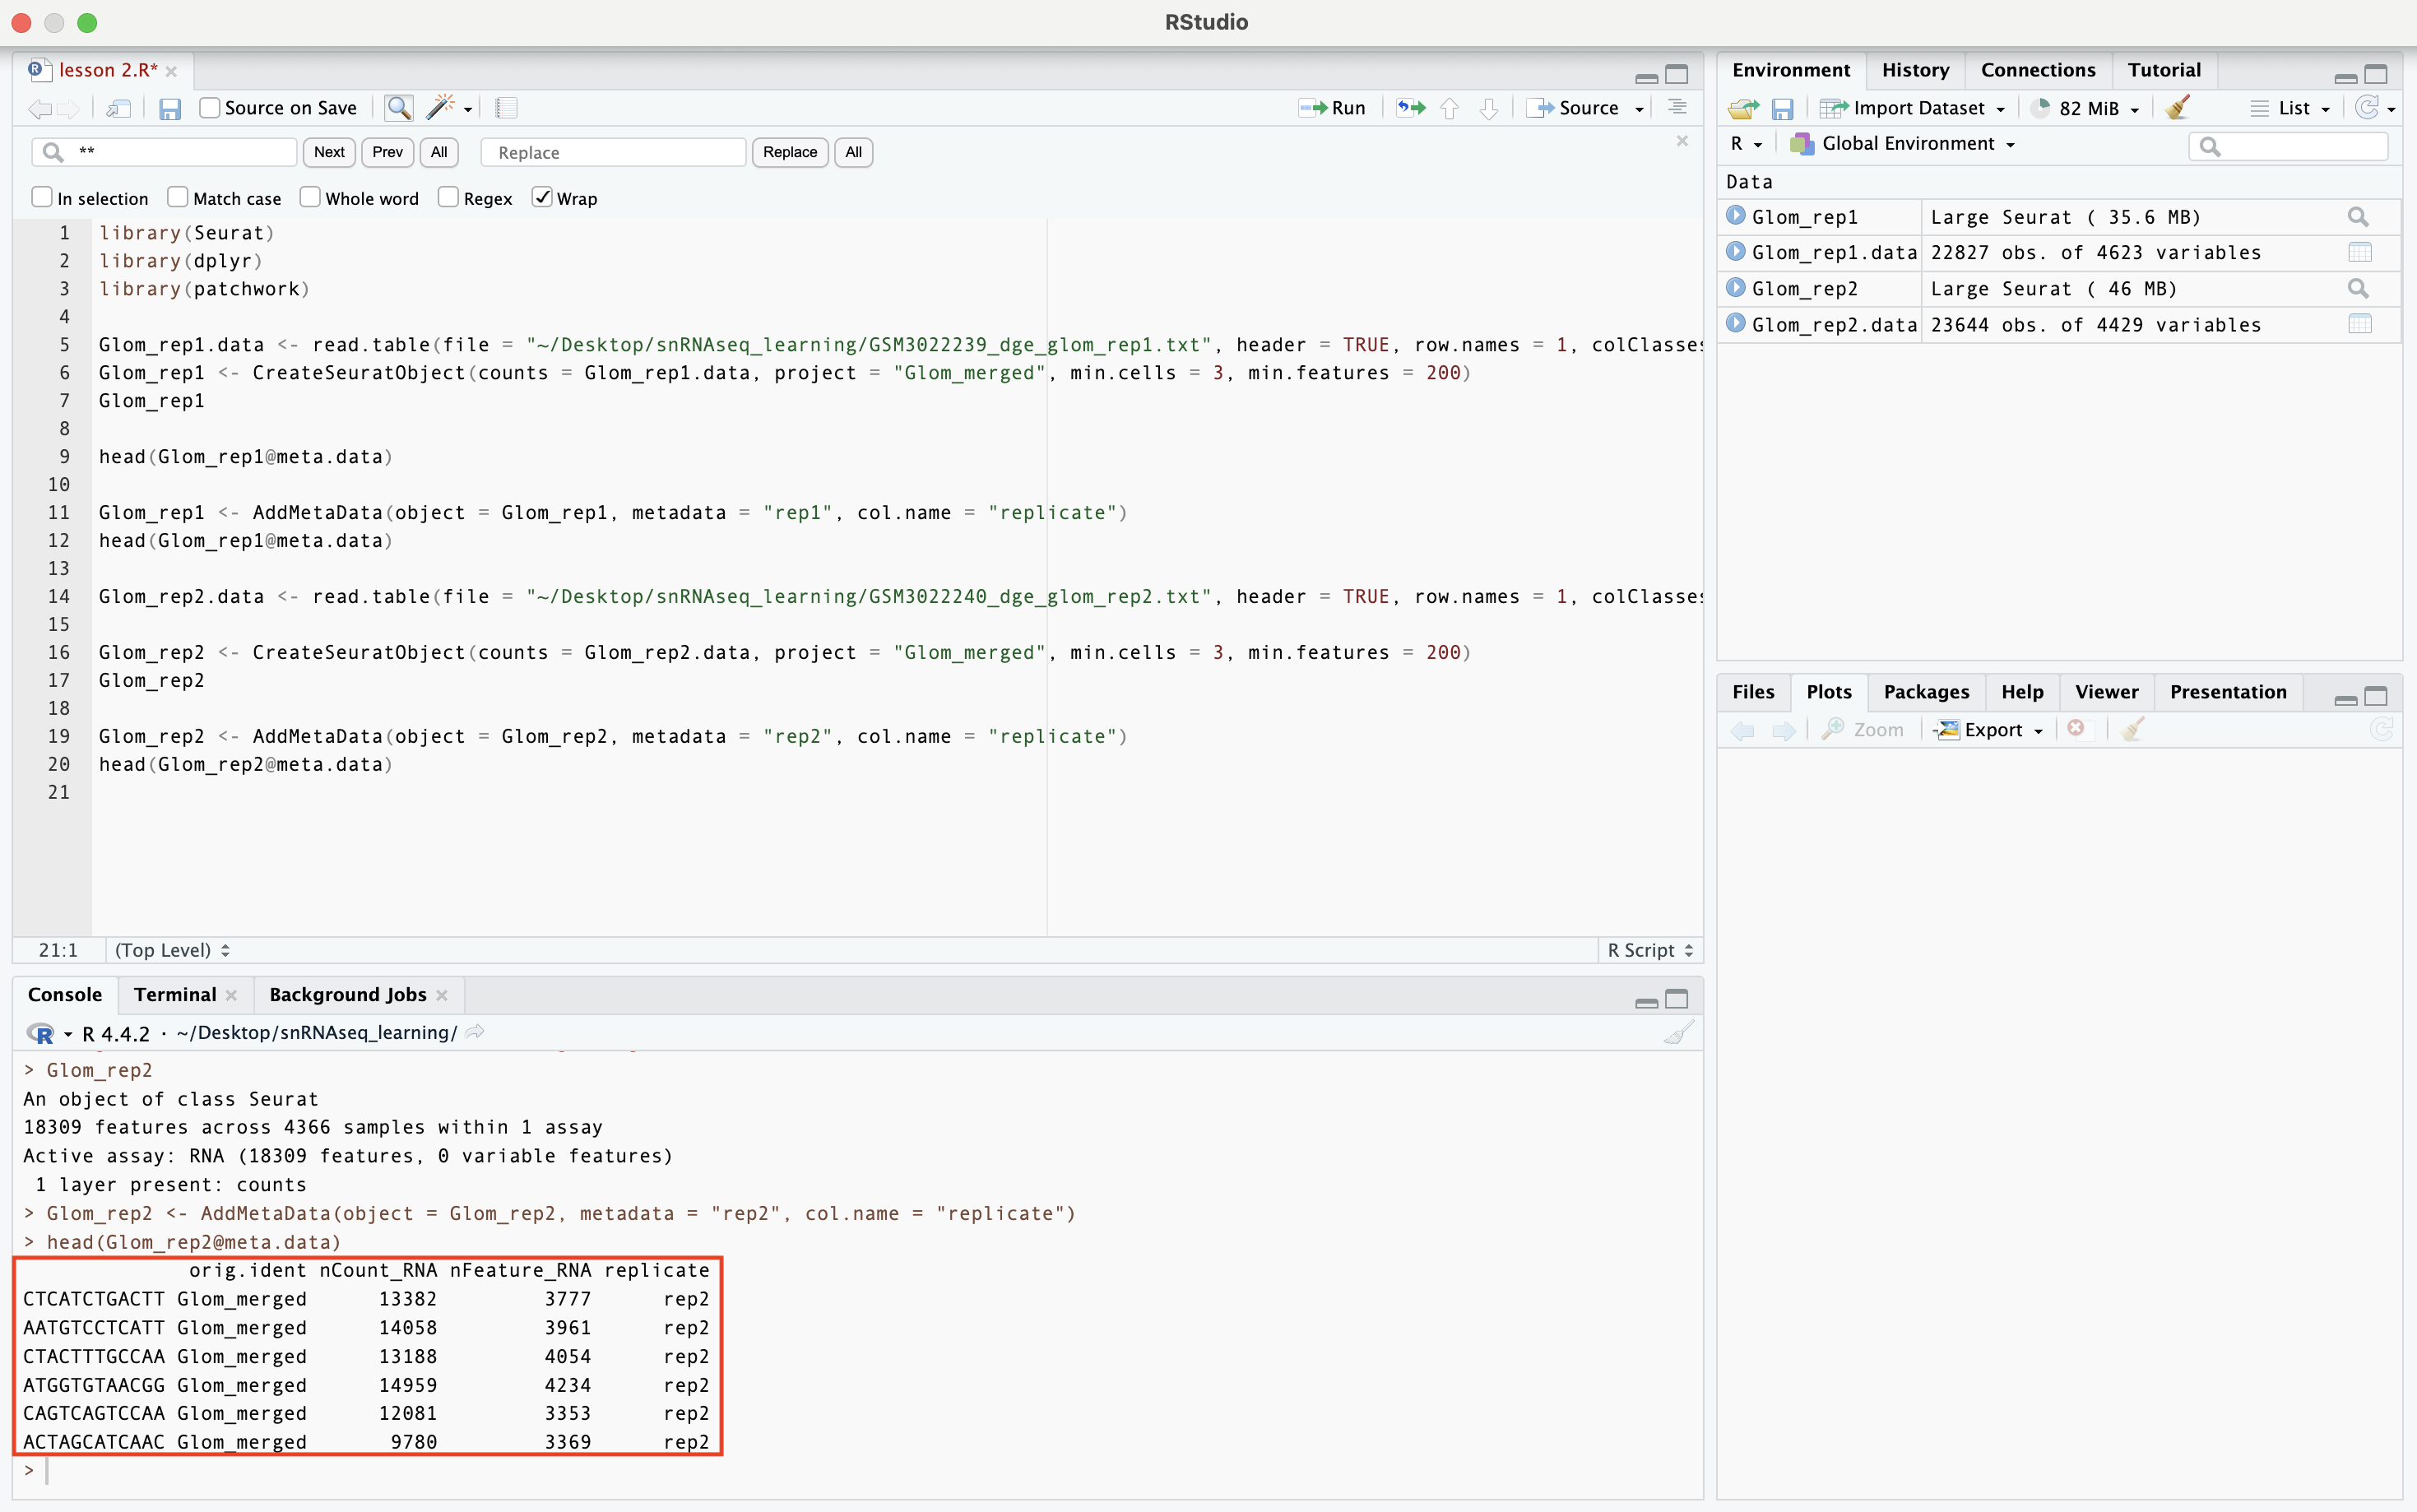 RStudio
lesson 2.R*
Source on Save
Run
Source
**
Next
Prev
All
Replace
Replace
All
In selection
Match case
Whole word
Regex
Wrap
1 library(Seurat)
2 library(dplyr)
3 library(patchwork)
4
5 Glom_rep1.data <- read.table(file = "~/Desktop/snRNAseq_learning/GSM3022239_dge_glom_rep1.txt", header = TRUE, row.names = 1, colClasses
6 Glom_rep1 <- CreateSeuratObject(counts = Glom_rep1.data, project = "Glom_merged", min.cells = 3, min.features = 200)
7 Glom_rep1
8
9 head(Glom_rep1@meta.data)
10
11 Glom_rep1 <- AddMetaData(object = Glom_rep1, metadata = "rep1", col.name = "replicate")
12 head(Glom_rep1@meta.data)
13
14 Glom_rep2.data <- read.table(file = "~/Desktop/snRNAseq_learning/GSM3022240_dge_glom_rep2.txt", header = TRUE, row.names = 1, colClasses
15
16 Glom_rep2 <- CreateSeuratObject(counts = Glom_rep2.data, project = "Glom_merged", min.cells = 3, min.features = 200)
17 Glom_rep2
18
19 Glom_rep2 <- AddMetaData(object = Glom_rep2, metadata = "rep2", col.name = "replicate")
20 head(Glom_rep2@meta.data)
21
21:1 (Top Level) R Script
Console Terminal Background Jobs
R 4.4.2 · ~/Desktop/snRNAseq_learning/
> Glom_rep2
An object of class Seurat
18309 features across 4366 samples within 1 assay
Active assay: RNA (18309 features, 0 variable features)
1 layer present: counts
> Glom_rep2 <- AddMetaData(object = Glom_rep2, metadata = "rep2", col.name = "replicate")
> head(Glom_rep2@meta.data)
orig.ident nCount_RNA nFeature_RNA replicate
CTCATCTGACTT Glom_merged 13382 3777 rep2
AATGTCCTCATT Glom_merged 14058 3961 rep2
CTACTTTGCCAA Glom_merged 13188 4054 rep2
ATGGTGTAACGG Glom_merged 14959 4234 rep2
CAGTCAGTCCAA Glom_merged 12081 3353 rep2
ACTAGCATCAAC Glom_merged 9780 3369 rep2
>
Environment History Connections Tutorial
Import Dataset 82 MiB List
R Global Environment
Data
Glom_rep1 Large Seurat ( 35.6 MB)
Glom_rep1.data 22827 obs. of 4623 variables
Glom_rep2 Large Seurat ( 46 MB)
Glom_rep2.data 23644 obs. of 4429 variables
Files Plots Packages Help Viewer Presentation
Zoom Export